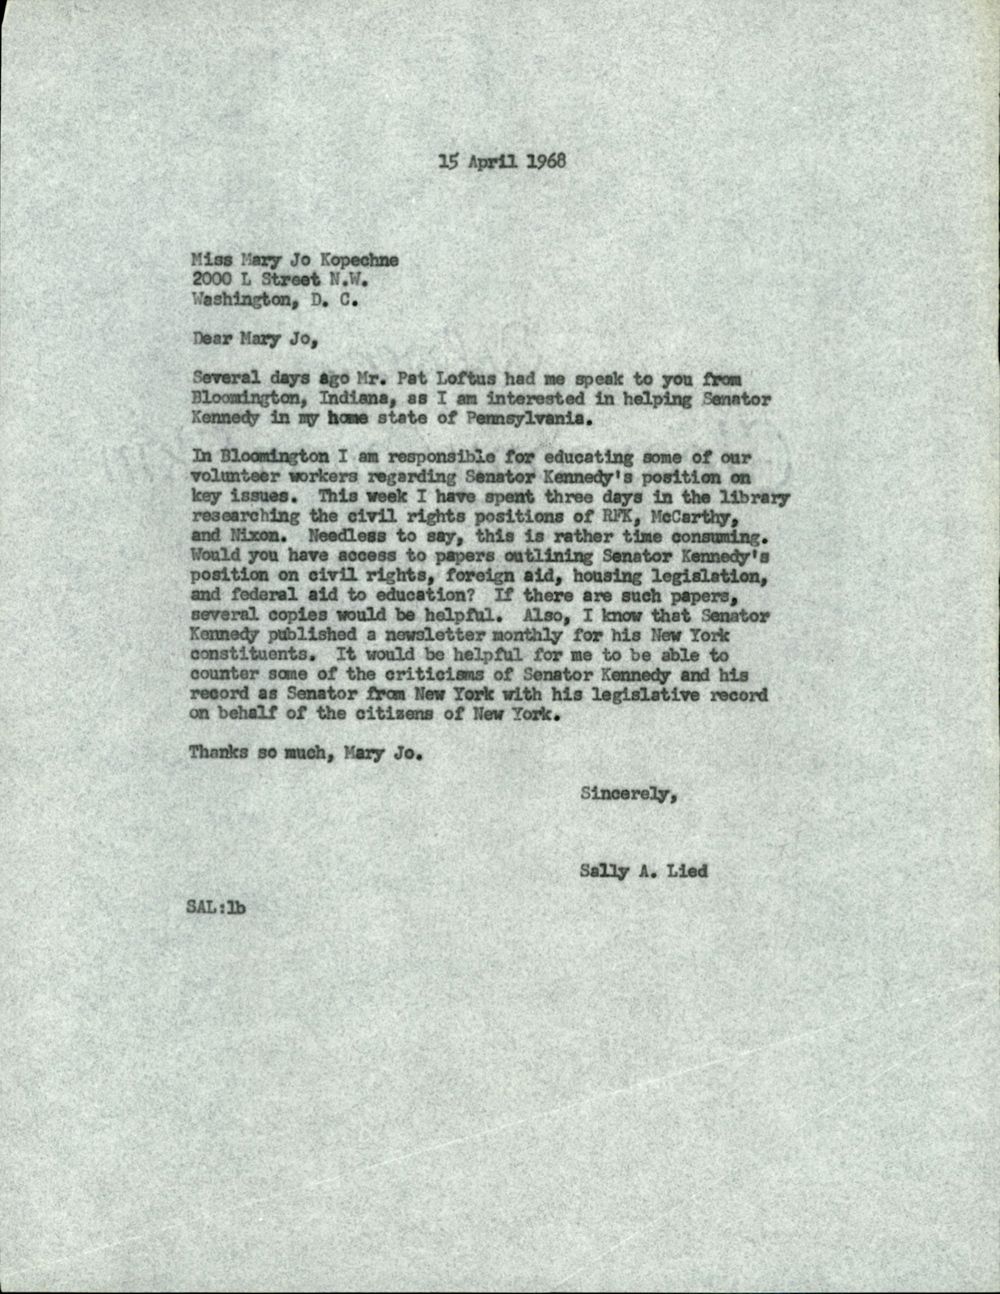 15 April 1968
Miss Mary Jo Kopechne
2000 L Street N.W.
Washington, D. C.
Dear Mary Jo,
Several days ago Mr. Pat Loftus had me speak to you from
Bloomington, Indiana, as I am interested in helping Senator
Kennedy in my home state of Pennsylvania.
In Bloomington I am responsible for educating some of our
volunteer workers regarding Senator Kennedy's position on
key issues.  This week I have spent three days in the library
researching the civil rights positions of RFK, McCarthy,
and Nixon.  Needless to say, this is rather time consuming.
Would you have access to papers outlining Senator Kennedy's
position on civil rights, foreign aid, housing legislation,
and federal aid to education?  If there are such papers,
several copies would be helpful.  Also, I know that Senator
Kennedy published a newsletter monthly for his New York
constituents.  It would be helpful for me to be able to
counter some of the criticisms of Senator Kennedy and his
record as Senator from New York with his legislative record
on behalf of the citizens of New York.
Thanks so much, Mary Jo.
Sincerely,
Sally A. Lied
SAL:lb